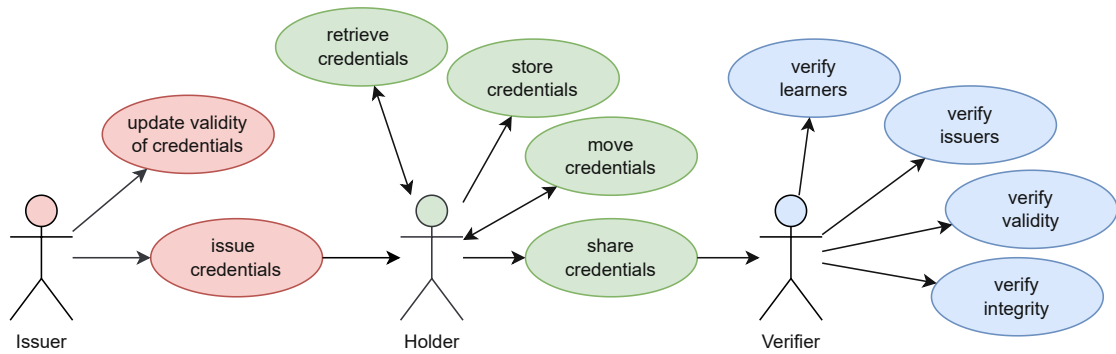 retrieve
credentials
store
credentials
verify
learners
update validity
of credentials
move
credentials
verify
issuers
verify
validity
issue
credentials
share
credentials
verify
integrity
Issuer
Holder
Verifier